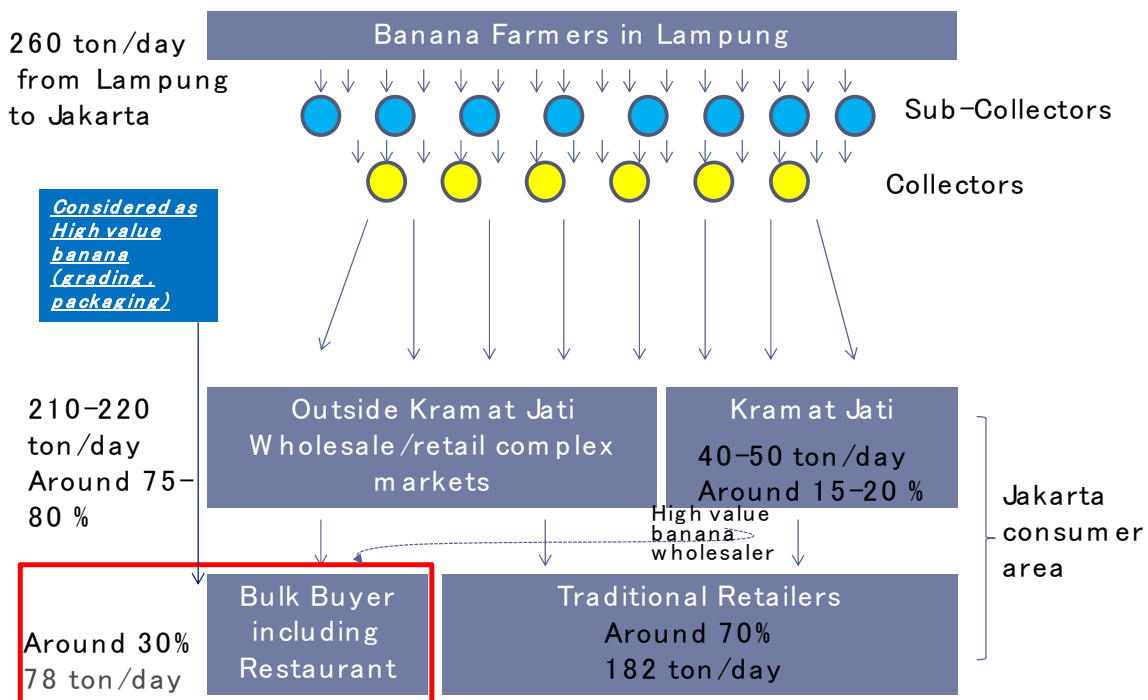 Banana Farmers in Lampung
260 ton/day
from Lampung
to Jakarta
Sub-Collectors
Collectors
Considered as
High value
banana
(grading,
packaging)
210-220
ton/day
Around 75-
80 %
Outside Kramat Jati
Wholesale/retail complex
markets
Kramat Jati
40-50 ton/day
Around 15-20 %
High value
banana
wholesaler
Jakarta
consumer
area
Around 30%
78 ton/day
Bulk Buyer
including
Restaurant
Traditional Retailers
Around 70%
182 ton/day